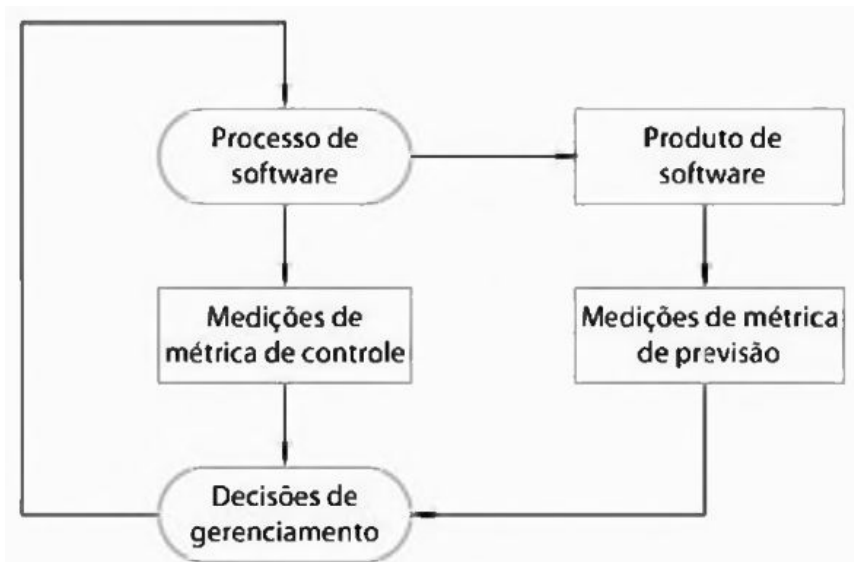 Processo de
software
Produto de
software
Medições de
métrica de controle
Medições de métrica
de previsão
Decisões de
gerenciamento